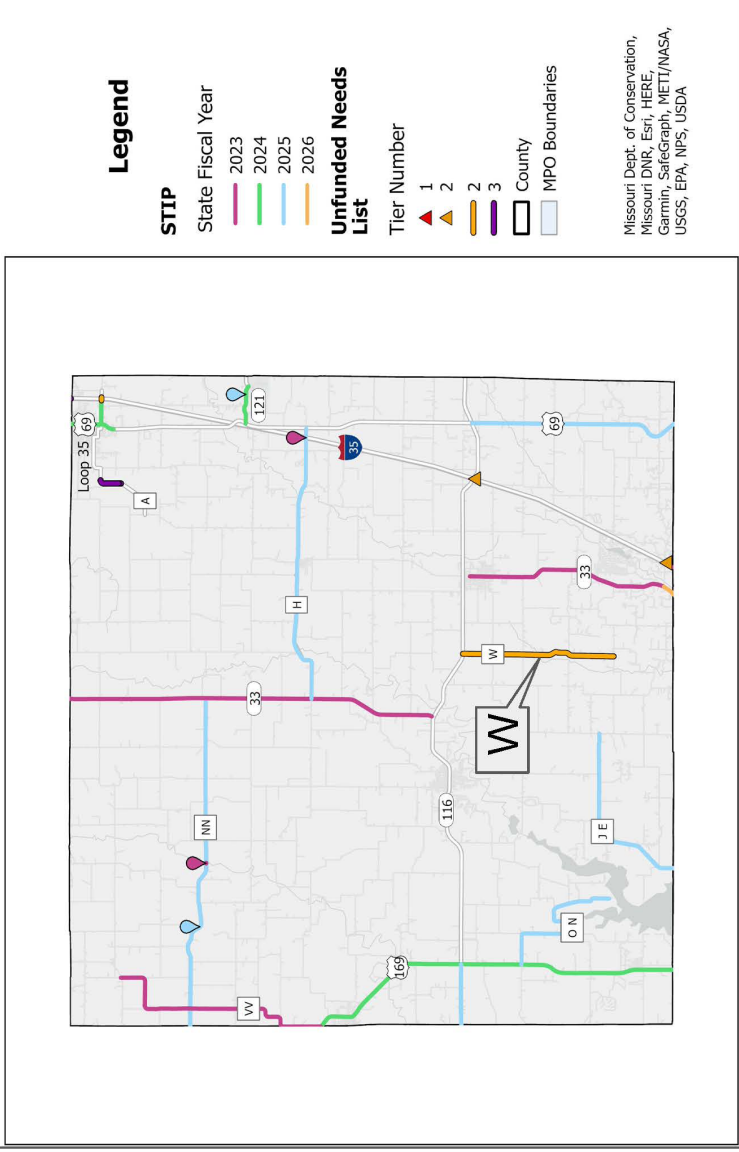 Legend
STIP
State Fiscal Year
2023
2024
2025
2026
Unfunded Needs
List
Tier Number
1
2
2
3
County
MPO Boundaries
Missouri Dept. of Conservation,
Missouri DNR, Esri, HERE,
Garmin, SafeGraph, METI/NASA,
USGS, EPA, NPS, USDA
VV
NN
33
H
Loop 35
69
A
121
35
169
116
W
W
33
69
O N
J E